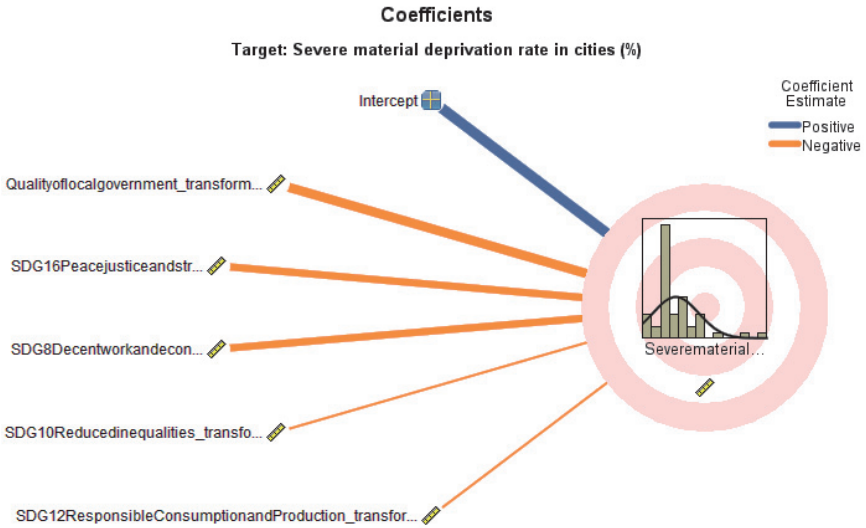 Coefficients
Target: Severe material deprivation rate in cities (%)
Coefficient
Estimate
Positive
Negative
Intercept
Qualityoflocalgovernment_transform...
SDG16Peacejusticeandstr...
SDG8Decentworkandecon...
SDG10Reducedinequalities_transfo...
SDG12ResponsibleConsumptionandProduction_transfor...
Severematerial...